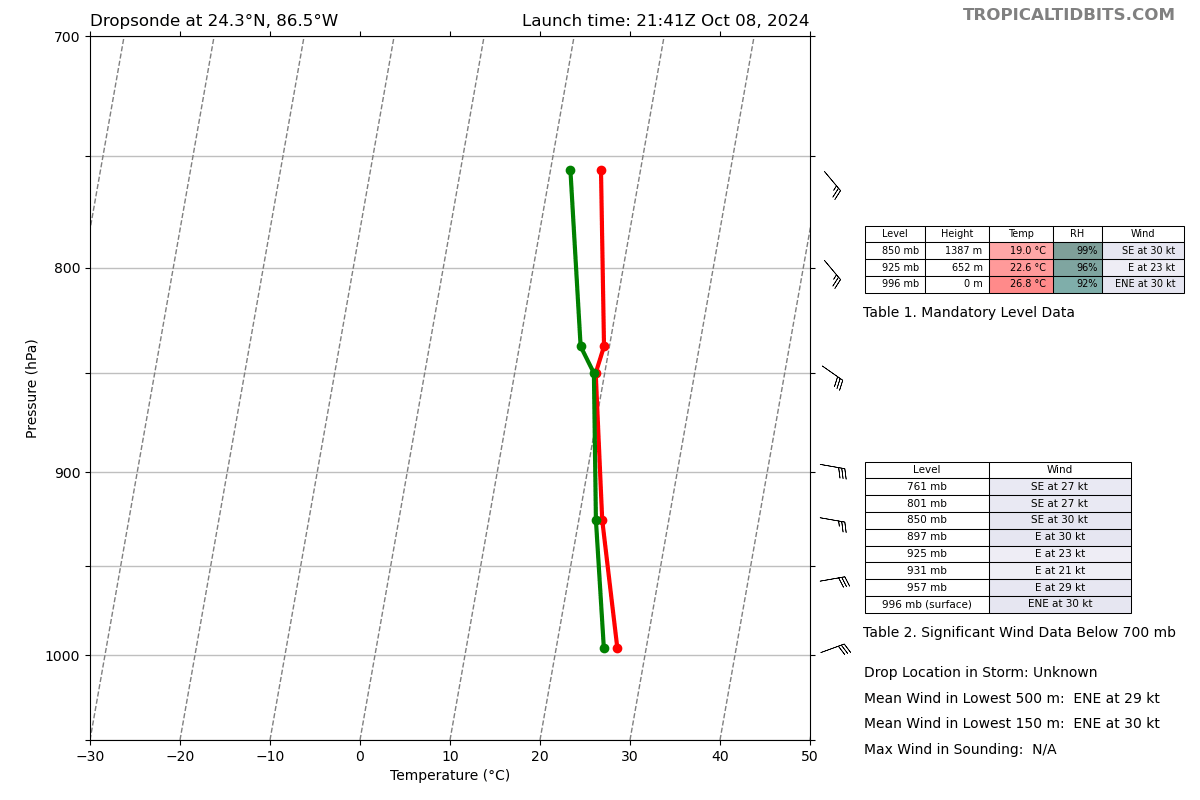 Dropsonde at 24.3°N, 86.5°W
Launch time: 21:41Z Oct 08, 2024
TROPICALTIDBITS.COM
700
800
900
1000
Pressure (hPa)
−30 −20 −10 0 10 20 30 40 50
Temperature (°C)
Level Height Temp RH Wind
850 mb 1387 m 19.0 °C 99% SE at 30 kt
925 mb 652 m 22.6 °C 96% E at 23 kt
996 mb 0 m 26.8 °C 92% ENE at 30 kt
Table 1. Mandatory Level Data
Level Wind
761 mb SE at 27 kt
801 mb SE at 27 kt
850 mb SE at 30 kt
897 mb E at 30 kt
925 mb E at 23 kt
931 mb E at 21 kt
957 mb E at 29 kt
996 mb (surface) ENE at 30 kt
Table 2. Significant Wind Data Below 700 mb
Drop Location in Storm: Unknown
Mean Wind in Lowest 500 m: ENE at 29 kt
Mean Wind in Lowest 150 m: ENE at 30 kt
Max Wind in Sounding: N/A